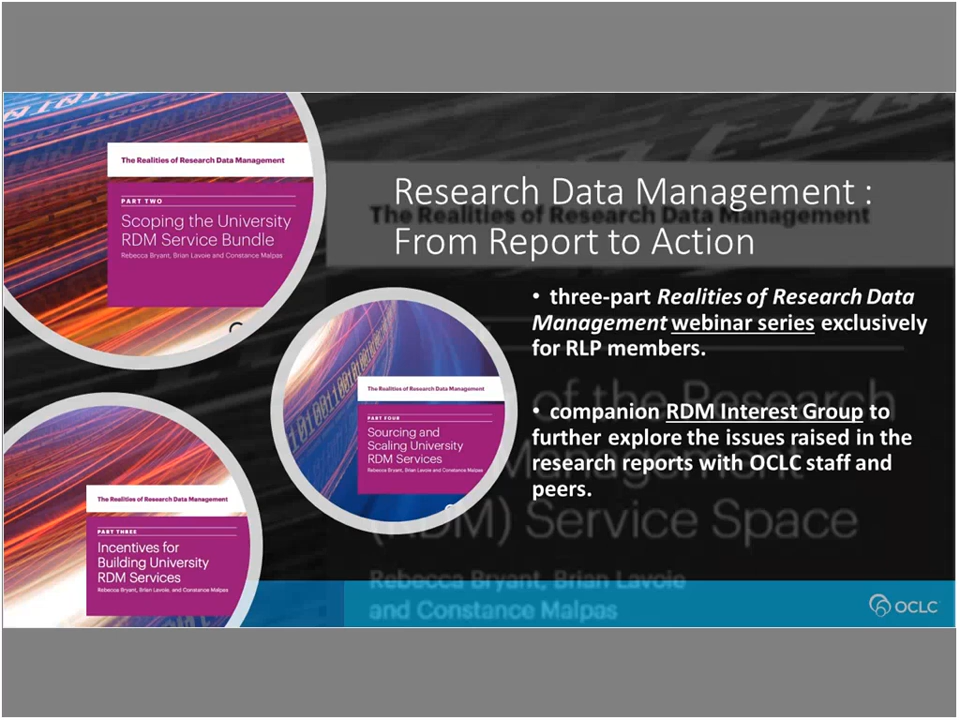 The Realities of Research Data Management
PART TWO
Scoping the University
RDM Service Bundle
Rebecca Bryant, Brian Lavoie and Constance Malpas
The Realities of Research Data Management
PART THREE
Incentives for
Building University
RDM Services
Rebecca Bryant, Brian Lavoie, and Constance Malpas
The Realities of Research Data Management
PART FOUR
Sourcing and
Scaling University
RDM Services
Rebecca Bryant, Brian Lavoie and Constance Malpas
Research Data Management :
From Report to Action
The Realities of Research Data Management
• three-part Realities of Research Data
Management webinar series exclusively
for RLP members.
• companion RDM Interest Group to
further explore the issues raised in the
research reports with OCLC staff and
peers.
of the Research
Management
(RDM) Service Space
Rebecca Bryant, Brian Lavoie
and Constance Malpas
OCLC